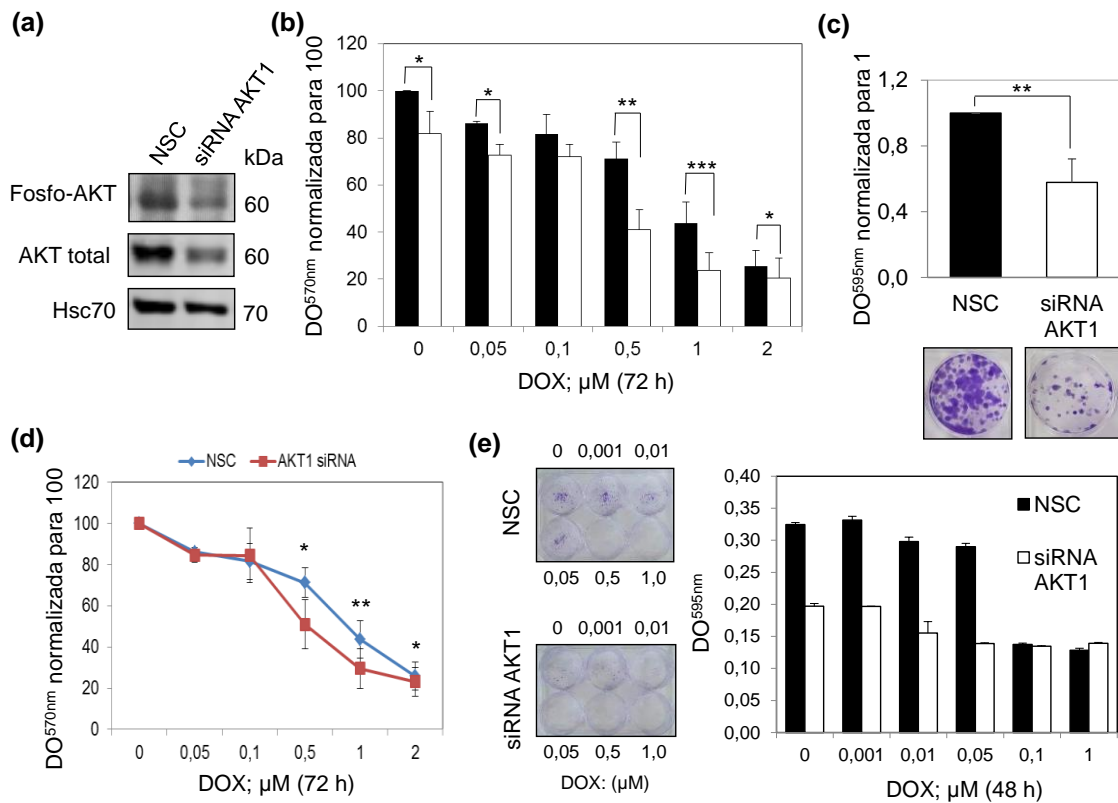 (a)
NSC
siRNA AKT1
kDa
Fosfo-AKT
60
AKT total
60
Hsc70
70
(b)
DO570nm normalizada para 100
120
100
80
60
40
20
0
*
*
**
***
*
0 0,05 0,1 0,5 1 2
DOX; µM (72 h)
(c)
DO595nm normalizada para 1
1,2
0,8
0,4
0,0
**
NSC
siRNA
AKT1
(d)
NSC
AKT1 siRNA
DO570nm normalizada para 100
120
100
80
60
40
20
0
*
**
*
0 0,05 0,1 0,5 1 2
DOX; µM (72 h)
(e)
NSC
0 0,001 0,01
0,05 0,5 1,0
siRNA AKT1
0 0,001 0,01
0,05 0,5 1,0
DOX: (µM)
DO595nm
0,40
0,35
0,30
0,25
0,20
0,15
0,10
0,05
0,00
NSC
siRNA
AKT1
0 0,001 0,01 0,05 0,1 1
DOX; µM (48 h)